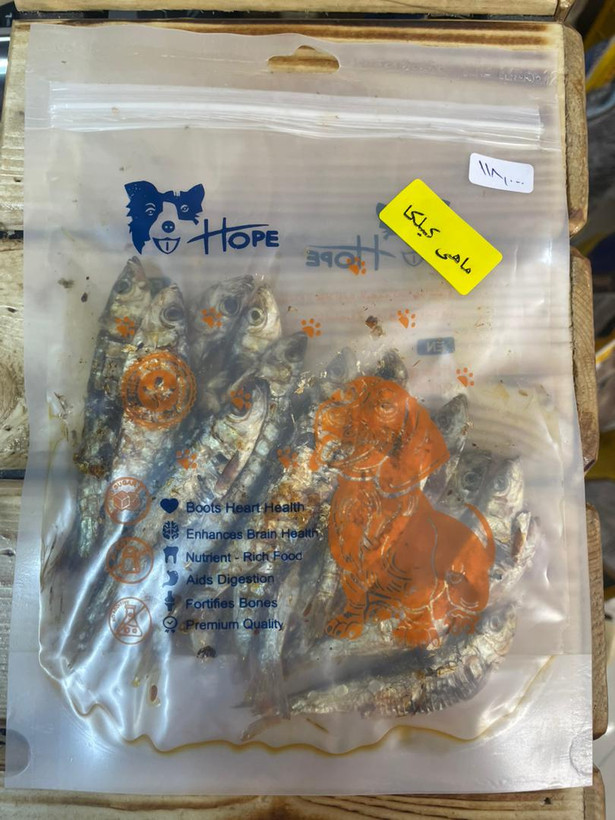 ۱۱۸,۰۰۰
HOPE
ماهی کیلکا
Boots Heart Health
Enhances Brain Health
Nutrient - Rich Food
Aids Digestion
Fortifies Bones
Premium Quality